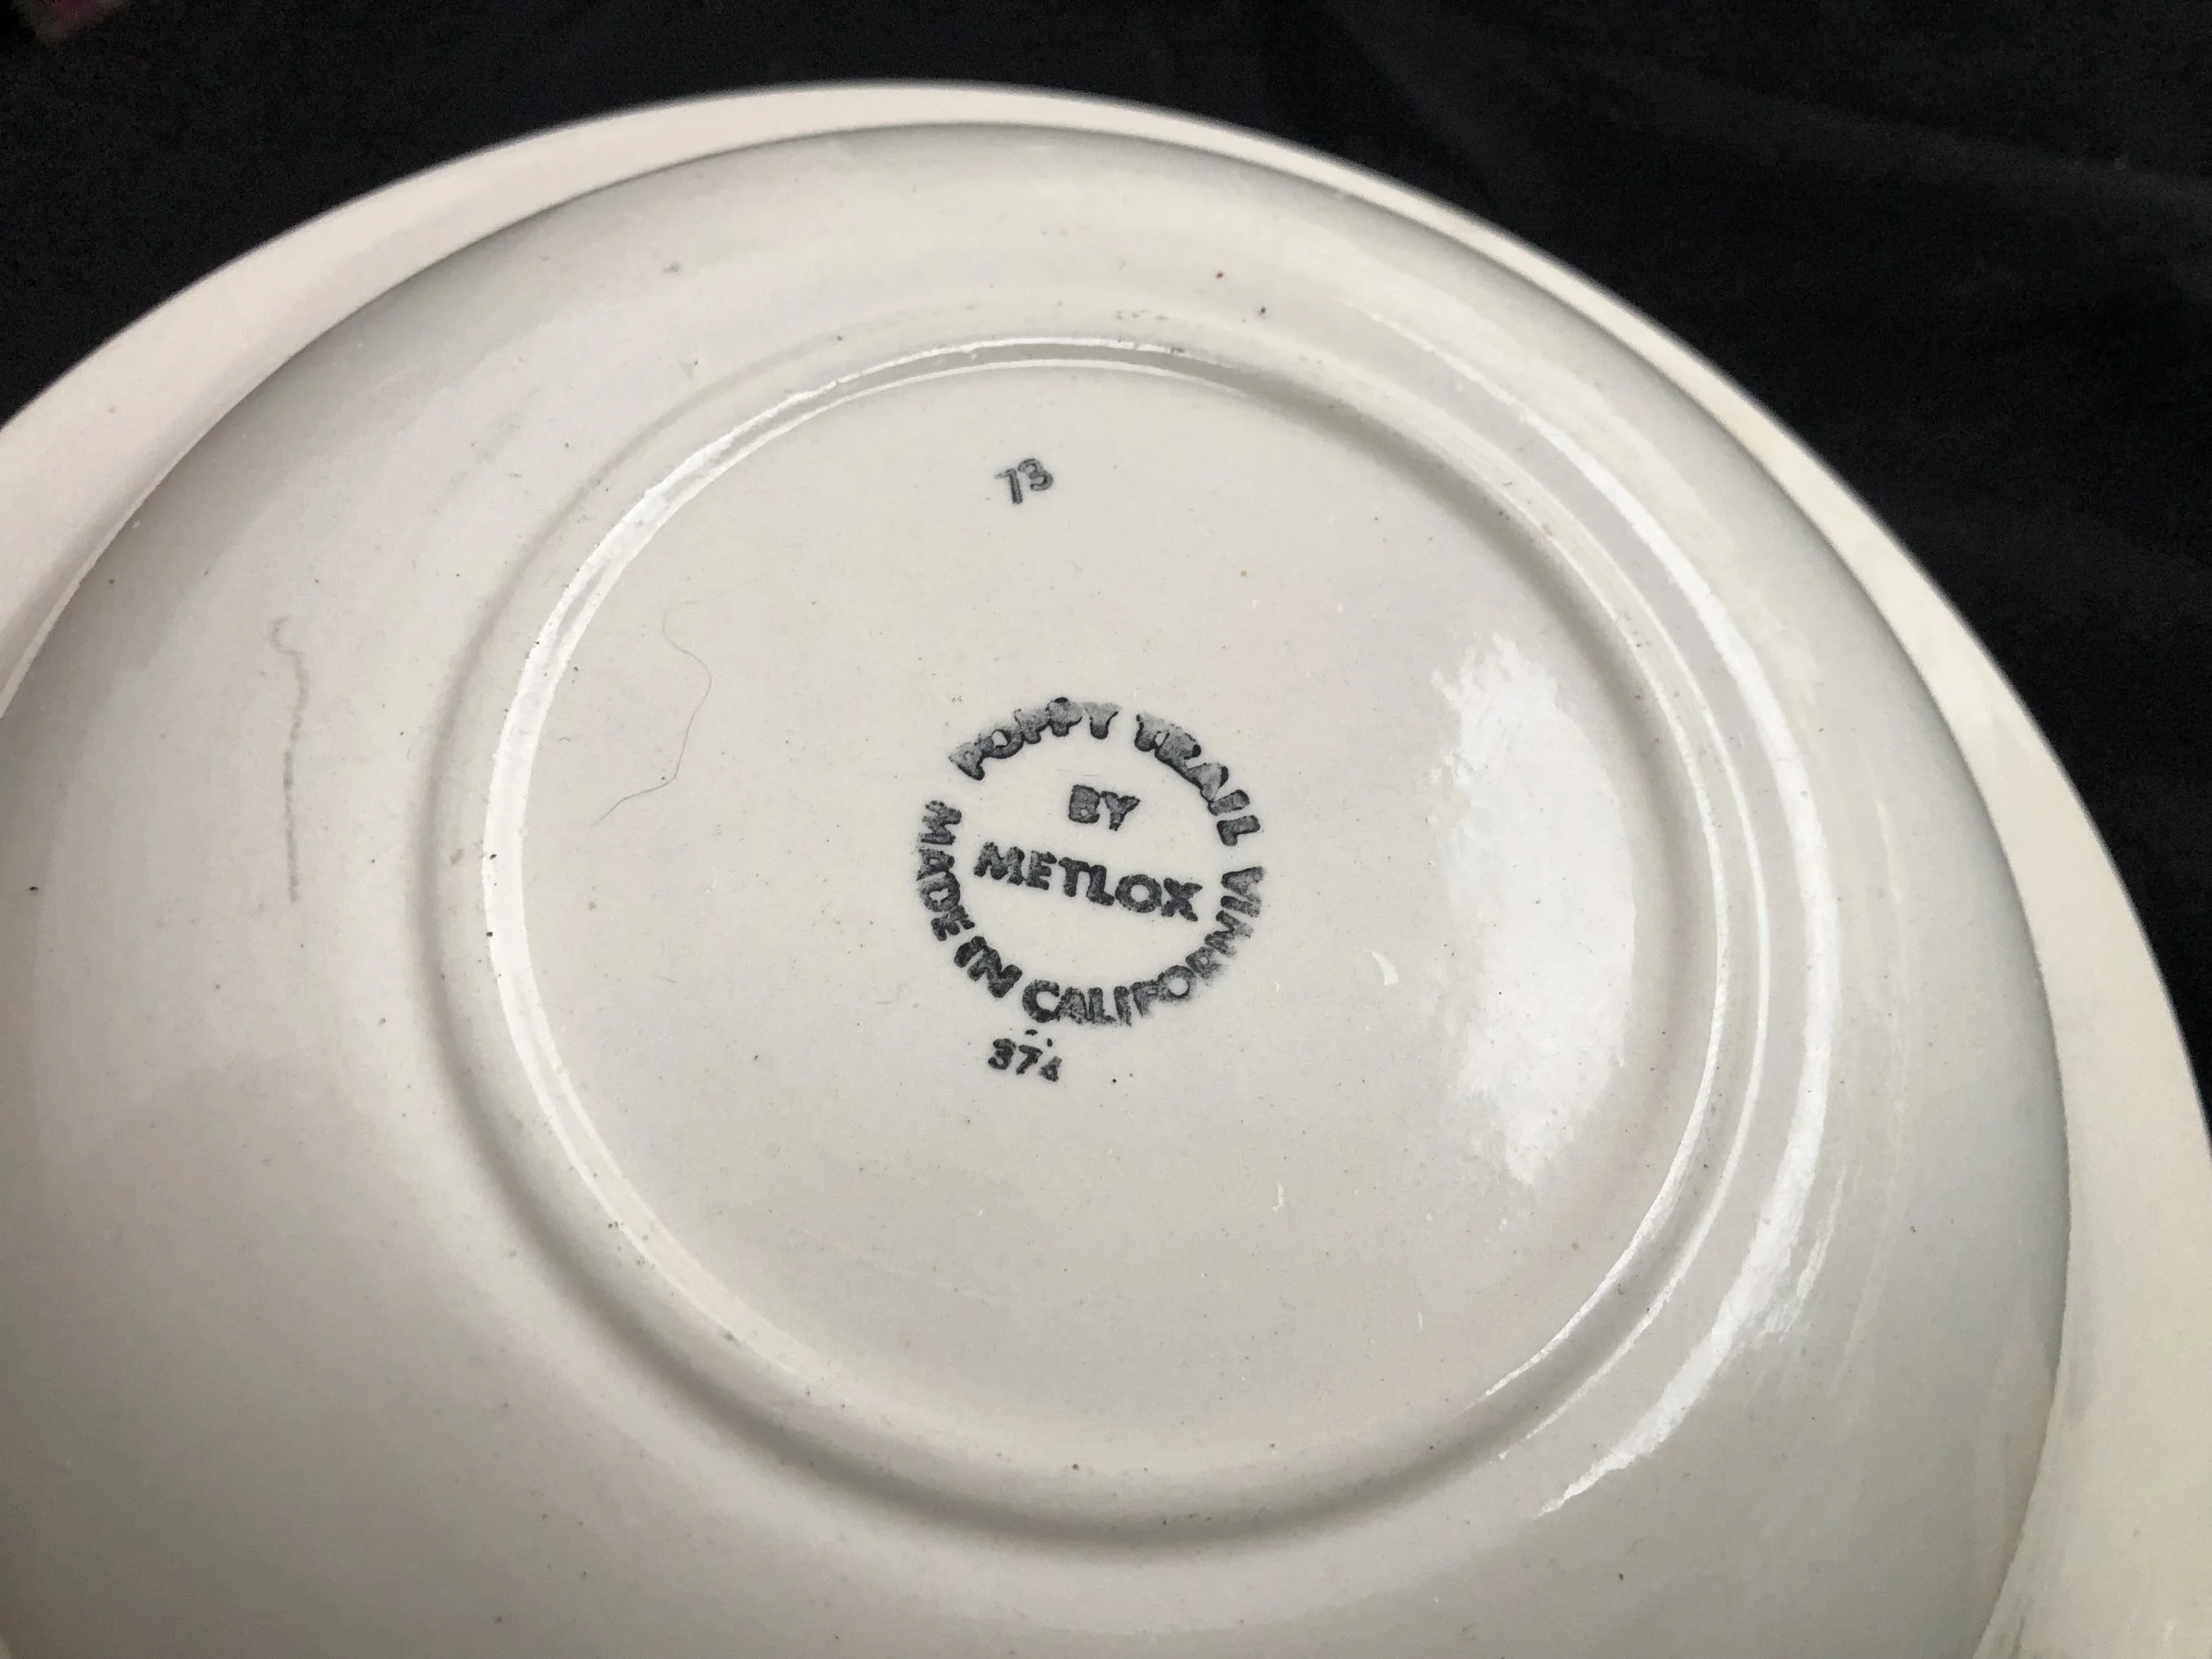 73
POPPY TRAIL
BY
METLOX
MADE IN CALIFORNIA
374